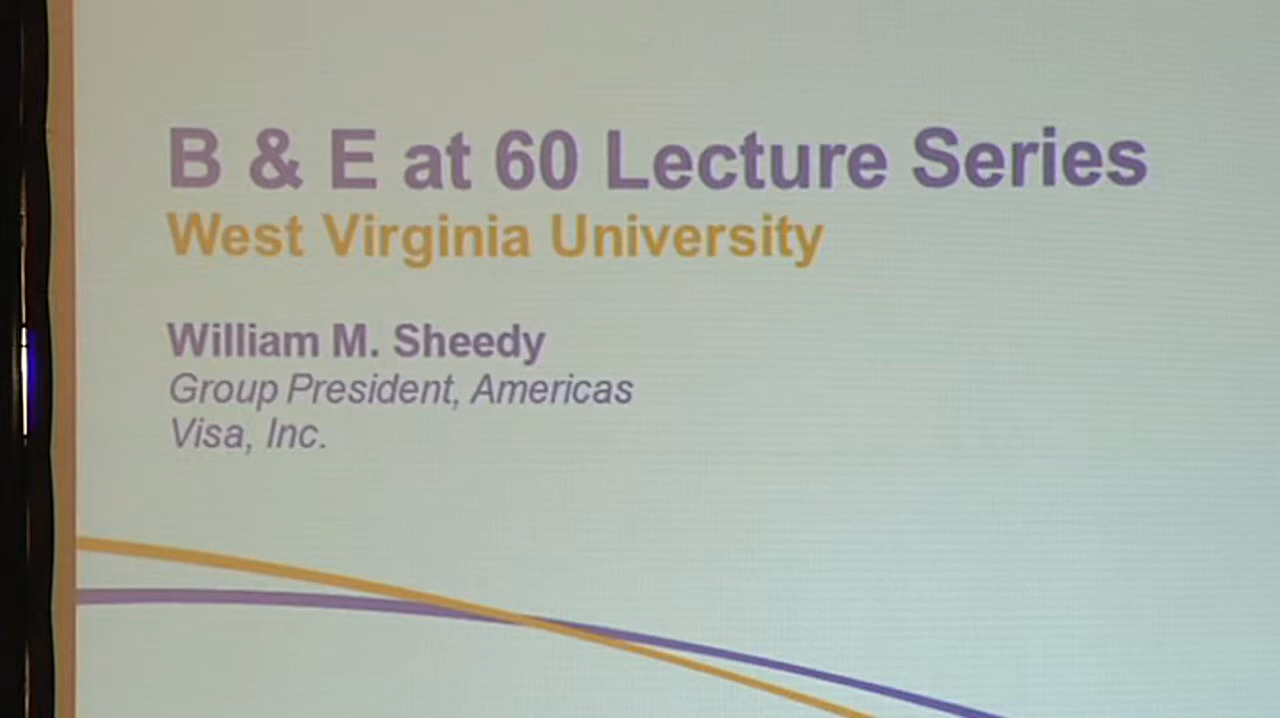 B & E at 60 Lecture Series
West Virginia University
William M. Sheedy
Group President, Americas
Visa, Inc.